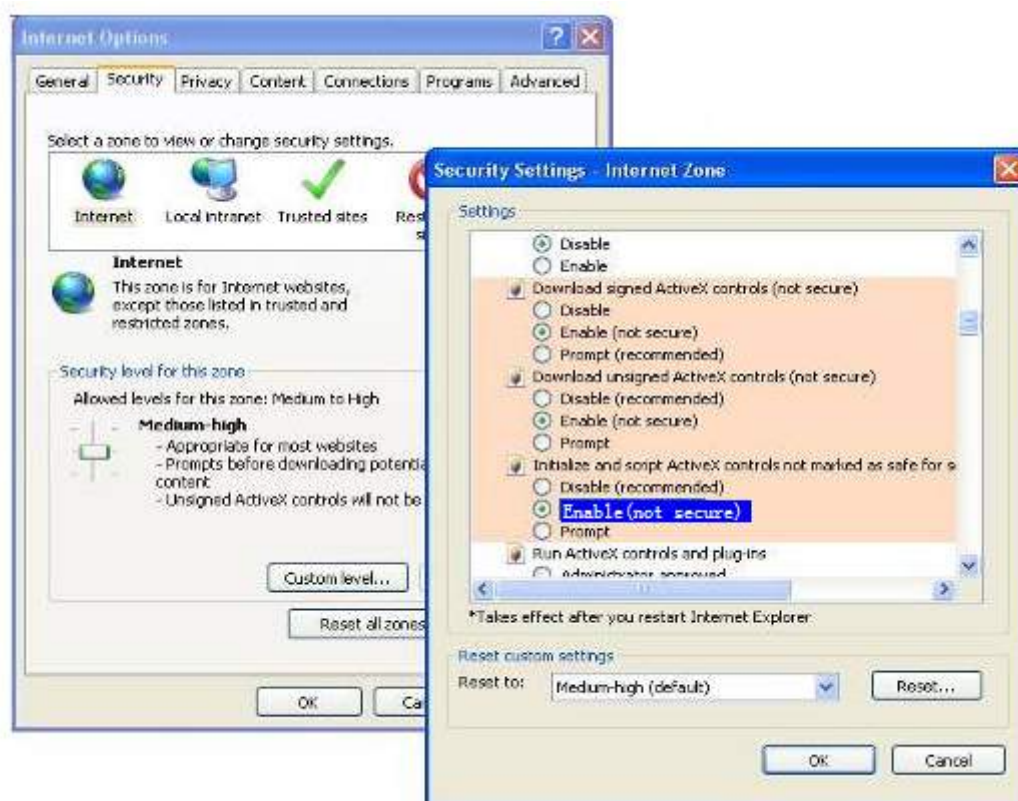 Internet Options
General Security Privacy Content Connections Programs Advanced
Select a zone to view or change security settings.
Internet Local intranet Trusted sites
Internet
This zone is for Internet websites,
except those listed in trusted and
restricted zones.
Security level for this zone
Allowed levels for this zone: Medium to High
Medium-high
- Appropriate for most websites
- Prompts before downloading
content
- Unsigned ActiveX controls will not be
Custom level...
Reset all zones
OK
Security Settings - Internet Zone
Settings
Disable
Enable
Download signed ActiveX controls (not secure)
Disable
Enable (not secure)
Prompt (recommended)
Download unsigned ActiveX controls (not secure)
Disable (recommended)
Enable (not secure)
Prompt
Initialize and script ActiveX controls not marked as safe for s
Disable (recommended)
Enable(not secure)
Prompt
Run ActiveX controls and plug-ins
Administrator approved
*Takes effect after you restart Internet Explorer
Reset custom settings
Reset to: Medium-high (default) Reset...
OK Cancel